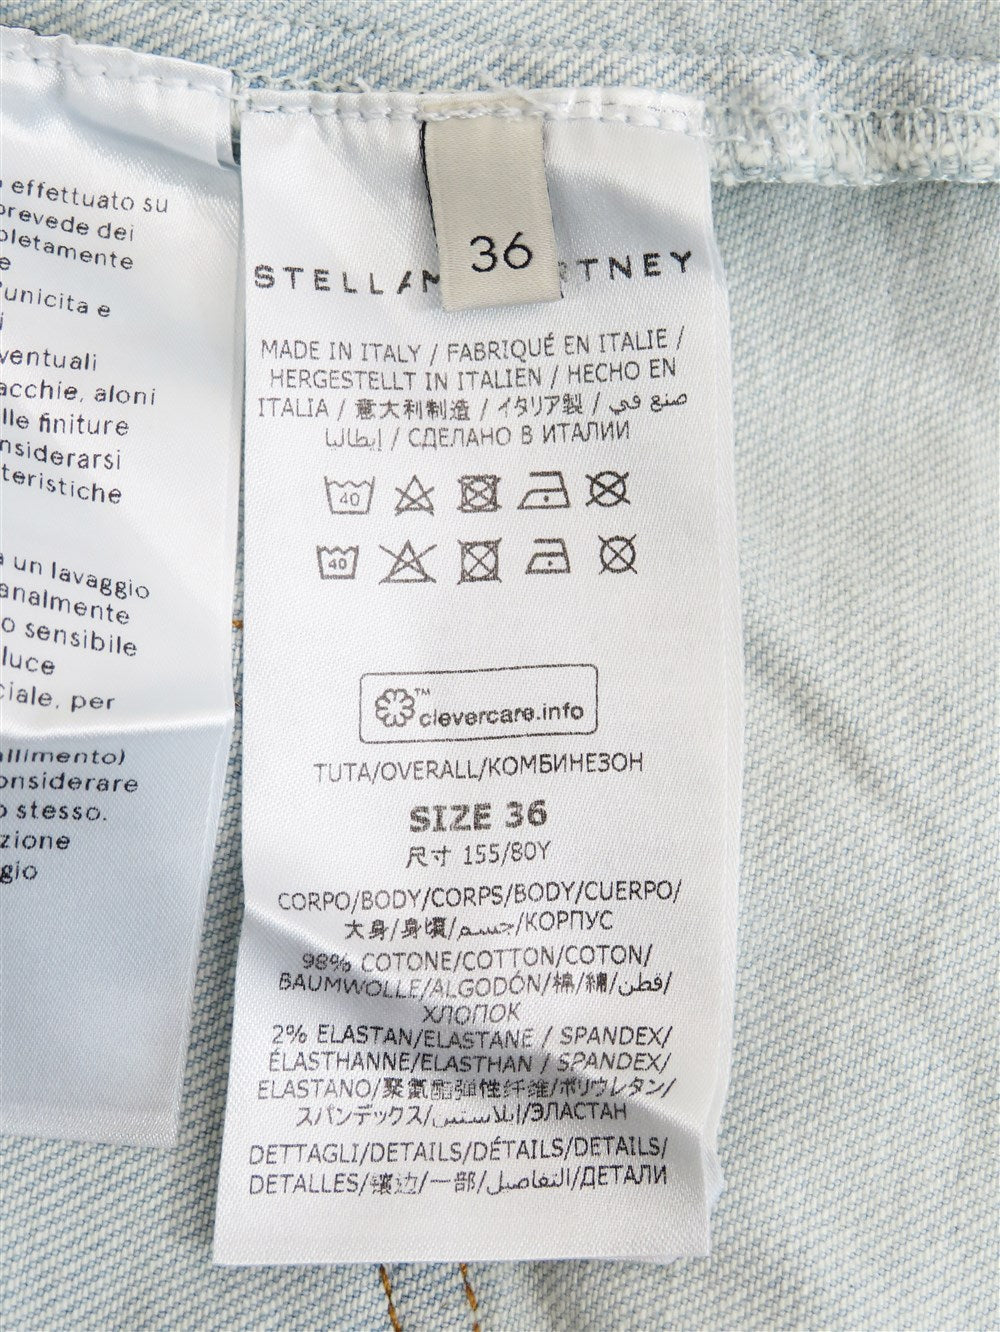 effettuato su
prevede dei
e
'unicita e
i
acchie, aloni
lle finiture
nsiderarsi
teristiche
un lavaggio
analmente
o sensibile
luce
ciale, per
allimento)
onsiderare
o stesso.
zione
gio
36
STELLA TNEY
MADE IN ITALY / FABRIQUÉ EN ITALIE /
HERGESTELLT IN ITALIEN / HECHO EN
ITALIA / 意大利制造 / イタリア製 / صنع في
إيطاليا / СДЕЛАНО В ИТАЛИИ
40
40
™
clevercare.info
TUTA/OVERALL/КОМБИНЕЗОН
SIZE 36
尺寸 155/80Y
CORPO/BODY/CORPS/BODY/CUERPO/
大身/身頃/جسم/КОРПУС
98% COTONE/COTTON/COTON/
BAUMWOLLE/ALGODÓN/棉/綿/قطن/
ХЛОПОК
2% ELASTAN/ELASTANE / SPANDEX/
ÉLASTHANNE/ELASTHAN / SPANDEX/
ELASTANO/聚氨酯弹性纤维/ポリウレタン/
スパンデックス/إيلاستين/ЭЛАСТАН
DETTAGLI/DETAILS/DÉTAILS/DETAILS/
DETALLES/镶边/一部/التفاصيل/ДЕТАЛИ